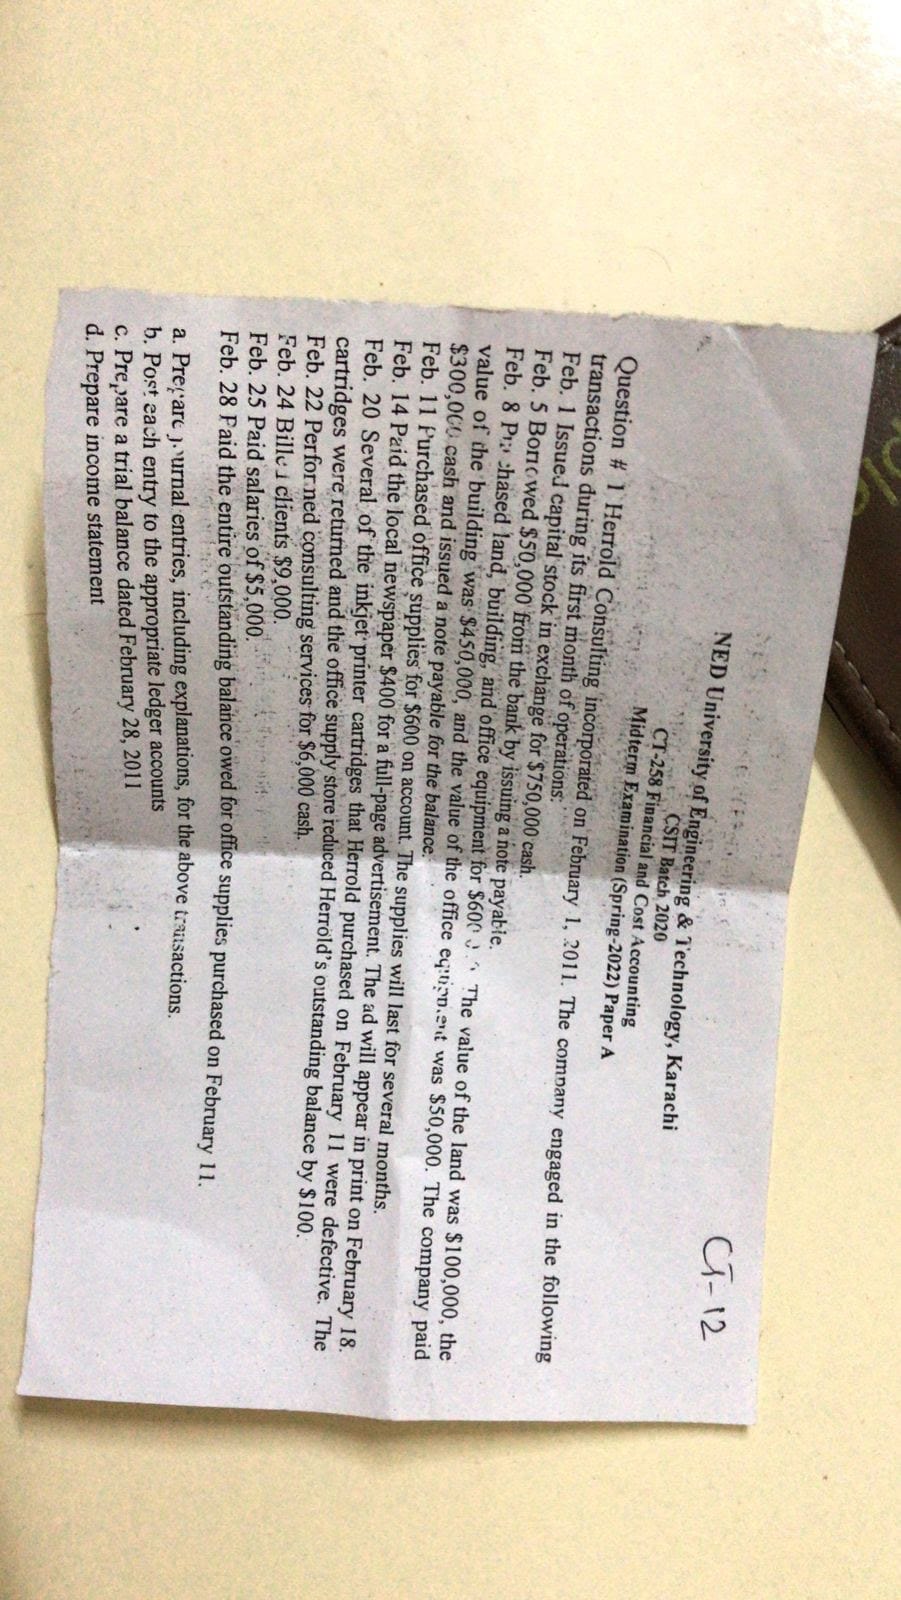 CT-12
NED University of Engineering & Technology, Karachi
CSIT Batch 2020
CT-258 Financial and Cost Accounting
Midterm Examination (Spring-2022) Paper A
Question # 1 Herrold Consulting incorporated on February 1, 2011. The company engaged in the following
transactions during its first month of operations:
Feb. 1 Issued capital stock in exchange for $750,000 cash.
Feb. 5 Borrowed $50,000 from the bank by issuing a note payable.
Feb. 8 Purchased land, building, and office equipment for The value of the land was $100,000, the
value of the building was $450,000, and the value of the office equipment was $50,000. The company paid
$300,000 cash and issued a note payable for the balance.
Feb. 11 Purchased office supplies for $600 on account. The supplies will last for several months.
Feb. 14 Paid the local newspaper $400 for a full-page advertisement. The ad will appear in print on February 18.
Feb. 20 Several of the inkjet printer cartridges that Herrold purchased on February 11 were defective. The
cartridges were returned and the office supply store reduced Herrold's outstanding balance by $100.
Feb. 22 Performed consulting services for $6,000 cash.
Feb. 24 Billed clients $9,000.
Feb. 25 Paid salaries of $5,000.
Feb. 28 Paid the entire outstanding balance owed for office supplies purchased on February 11.
a. Prepare journal entries, including explanations, for the above transactions.
b. Post each entry to the appropriate ledger accounts
c. Prepare a trial balance dated February 28, 2011
d. Prepare income statement